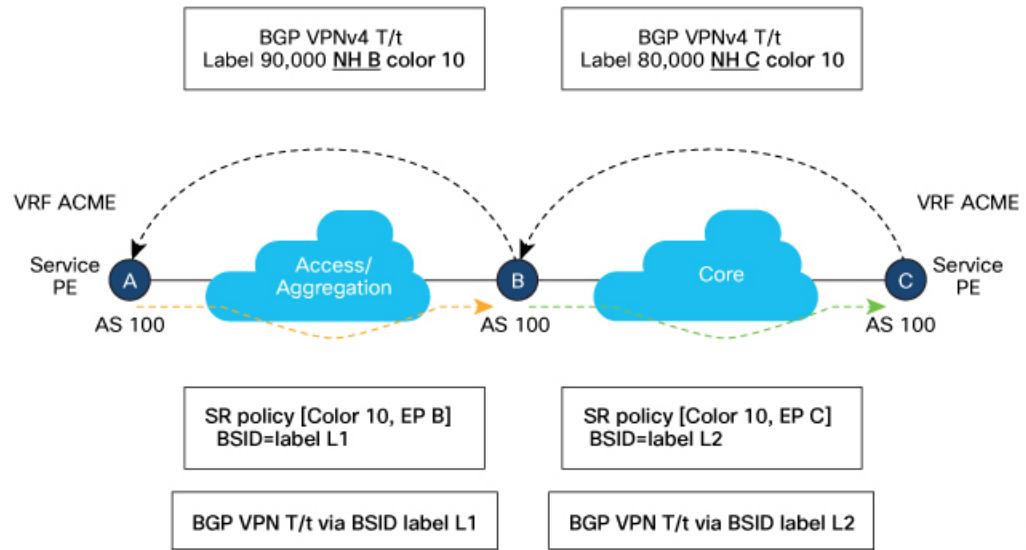 BGP VPNv4 T/t
Label 90,000 NH B color 10
BGP VPNv4 T/t
Label 80,000 NH C color 10
VRF ACME
VRF ACME
Service
PE
A
Access/
Aggregation
B
Core
C
Service
PE
AS 100
AS 100
AS 100
SR policy [Color 10, EP B]
BSID=label L1
SR policy [Color 10, EP C]
BSID=label L2
BGP VPN T/t via BSID label L1
BGP VPN T/t via BSID label L2